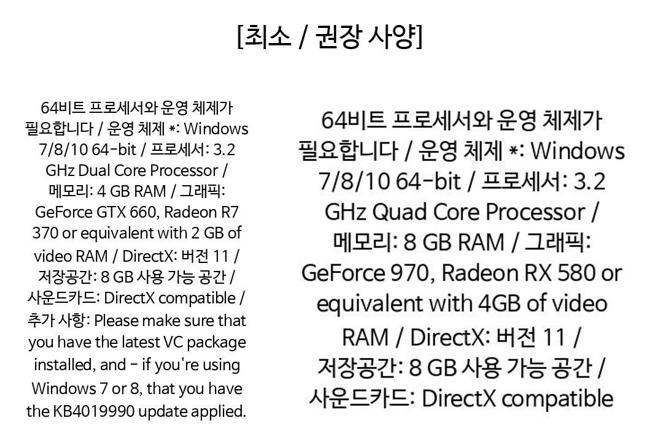 [최소 / 권장 사양]
64비트 프로세서와 운영 체제가
필요합니다 / 운영 체제 *: Windows
7/8/10 64-bit / 프로세서: 3.2
GHz Dual Core Processor /
메모리: 4 GB RAM / 그래픽:
GeForce GTX 660, Radeon R7
370 or equivalent with 2 GB of
video RAM / DirectX: 버전 11 /
저장공간: 8 GB 사용 가능 공간 /
사운드카드: DirectX compatible /
추가 사항: Please make sure that
you have the latest VC package
installed, and - if you're using
Windows 7 or 8, that you have
the KB4019990 update applied.
64비트 프로세서와 운영 체제가
필요합니다 / 운영 체제 *: Windows
7/8/10 64-bit / 프로세서: 3.2
GHz Quad Core Processor /
메모리: 8 GB RAM / 그래픽:
GeForce 970, Radeon RX 580 or
equivalent with 4GB of video
RAM / DirectX: 버전 11 /
저장공간: 8 GB 사용 가능 공간 /
사운드카드: DirectX compatible